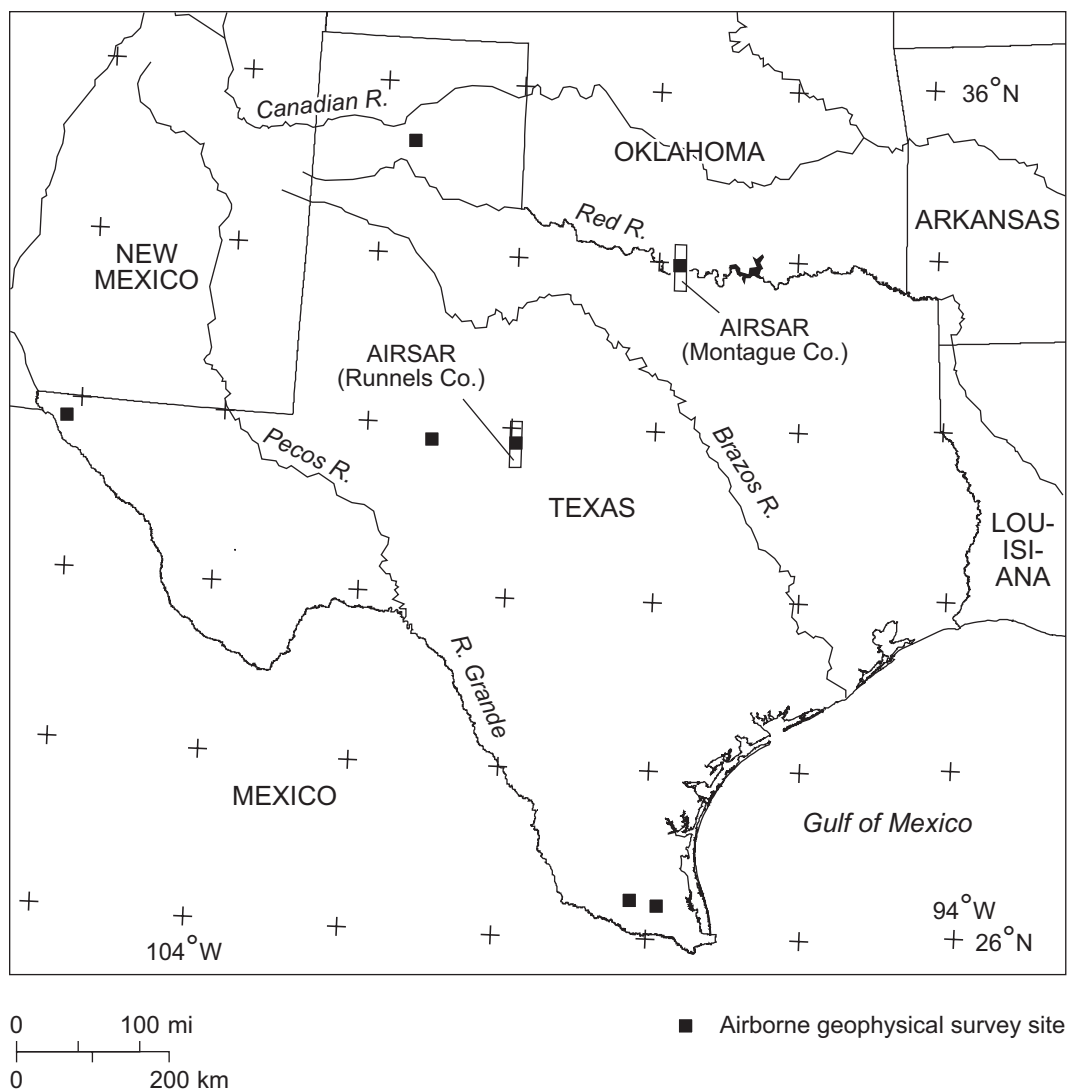 36°N
Canadian R.
OKLAHOMA
Red R.
ARKANSAS
NEW
MEXICO
AIRSAR
(Montague Co.)
AIRSAR
(Runnels Co.)
Pecos R.
Brazos R.
TEXAS
LOU-
ISI-
ANA
R. Grande
MEXICO
Gulf of Mexico
94°W
26°N
104°W
0 100 mi
0 200 km
Airborne geophysical survey site